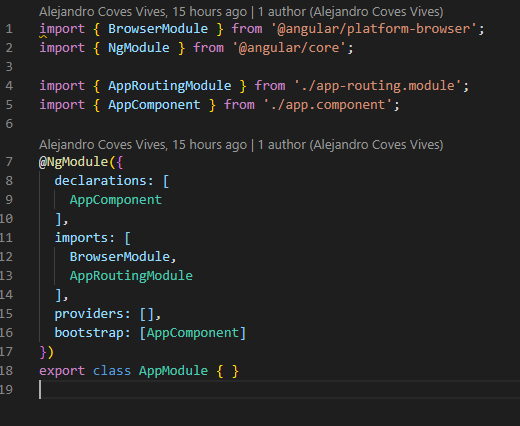 Alejandro Coves Vives, 15 hours ago | 1 author (Alejandro Coves Vives)
1 import { BrowserModule } from '@angular/platform-browser';
2 import { NgModule } from '@angular/core';
3
4 import { AppRoutingModule } from './app-routing.module';
5 import { AppComponent } from './app.component';
6
Alejandro Coves Vives, 15 hours ago | 1 author (Alejandro Coves Vives)
7 @NgModule({
8   declarations: [
9     AppComponent
10   ],
11   imports: [
12     BrowserModule,
13     AppRoutingModule
14   ],
15   providers: [],
16   bootstrap: [AppComponent]
17 })
18 export class AppModule { }
19